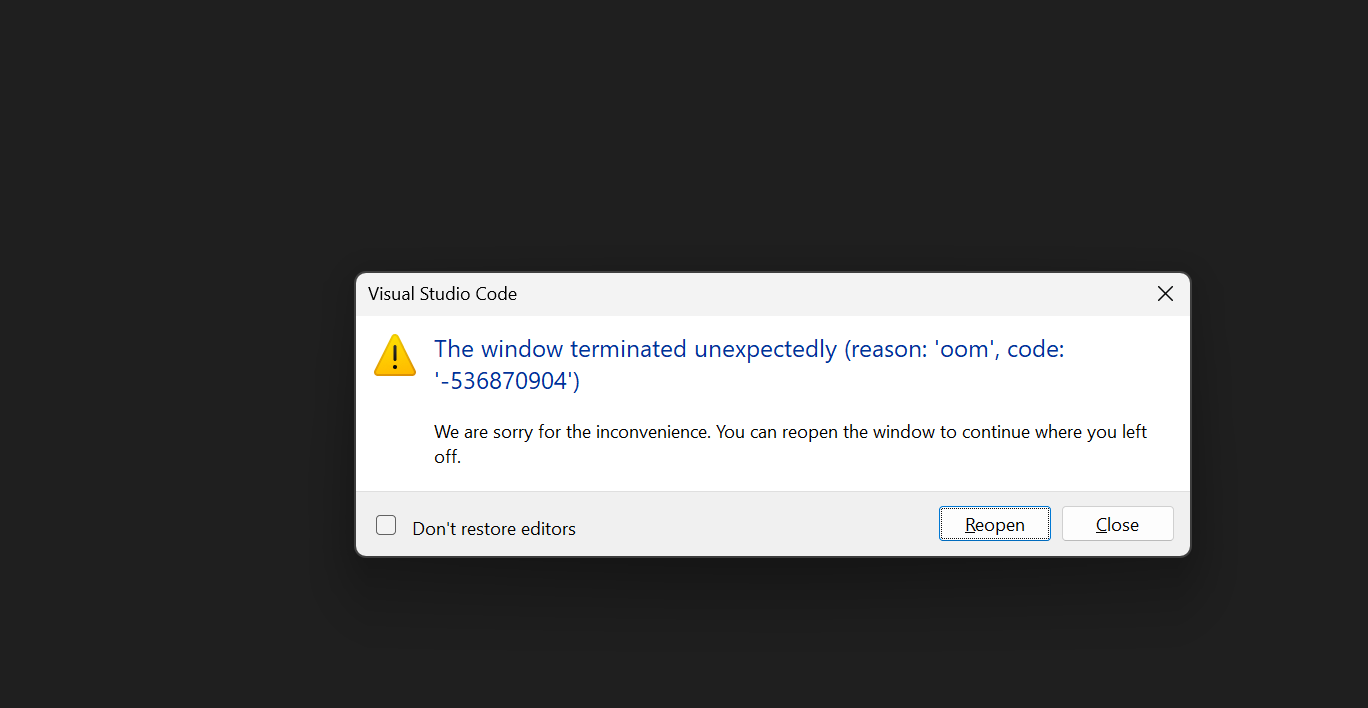 Visual Studio Code
The window terminated unexpectedly (reason: 'oom', code:
'-536870904')
We are sorry for the inconvenience. You can reopen the window to continue where you left
off.
Don't restore editors
Reopen
Close